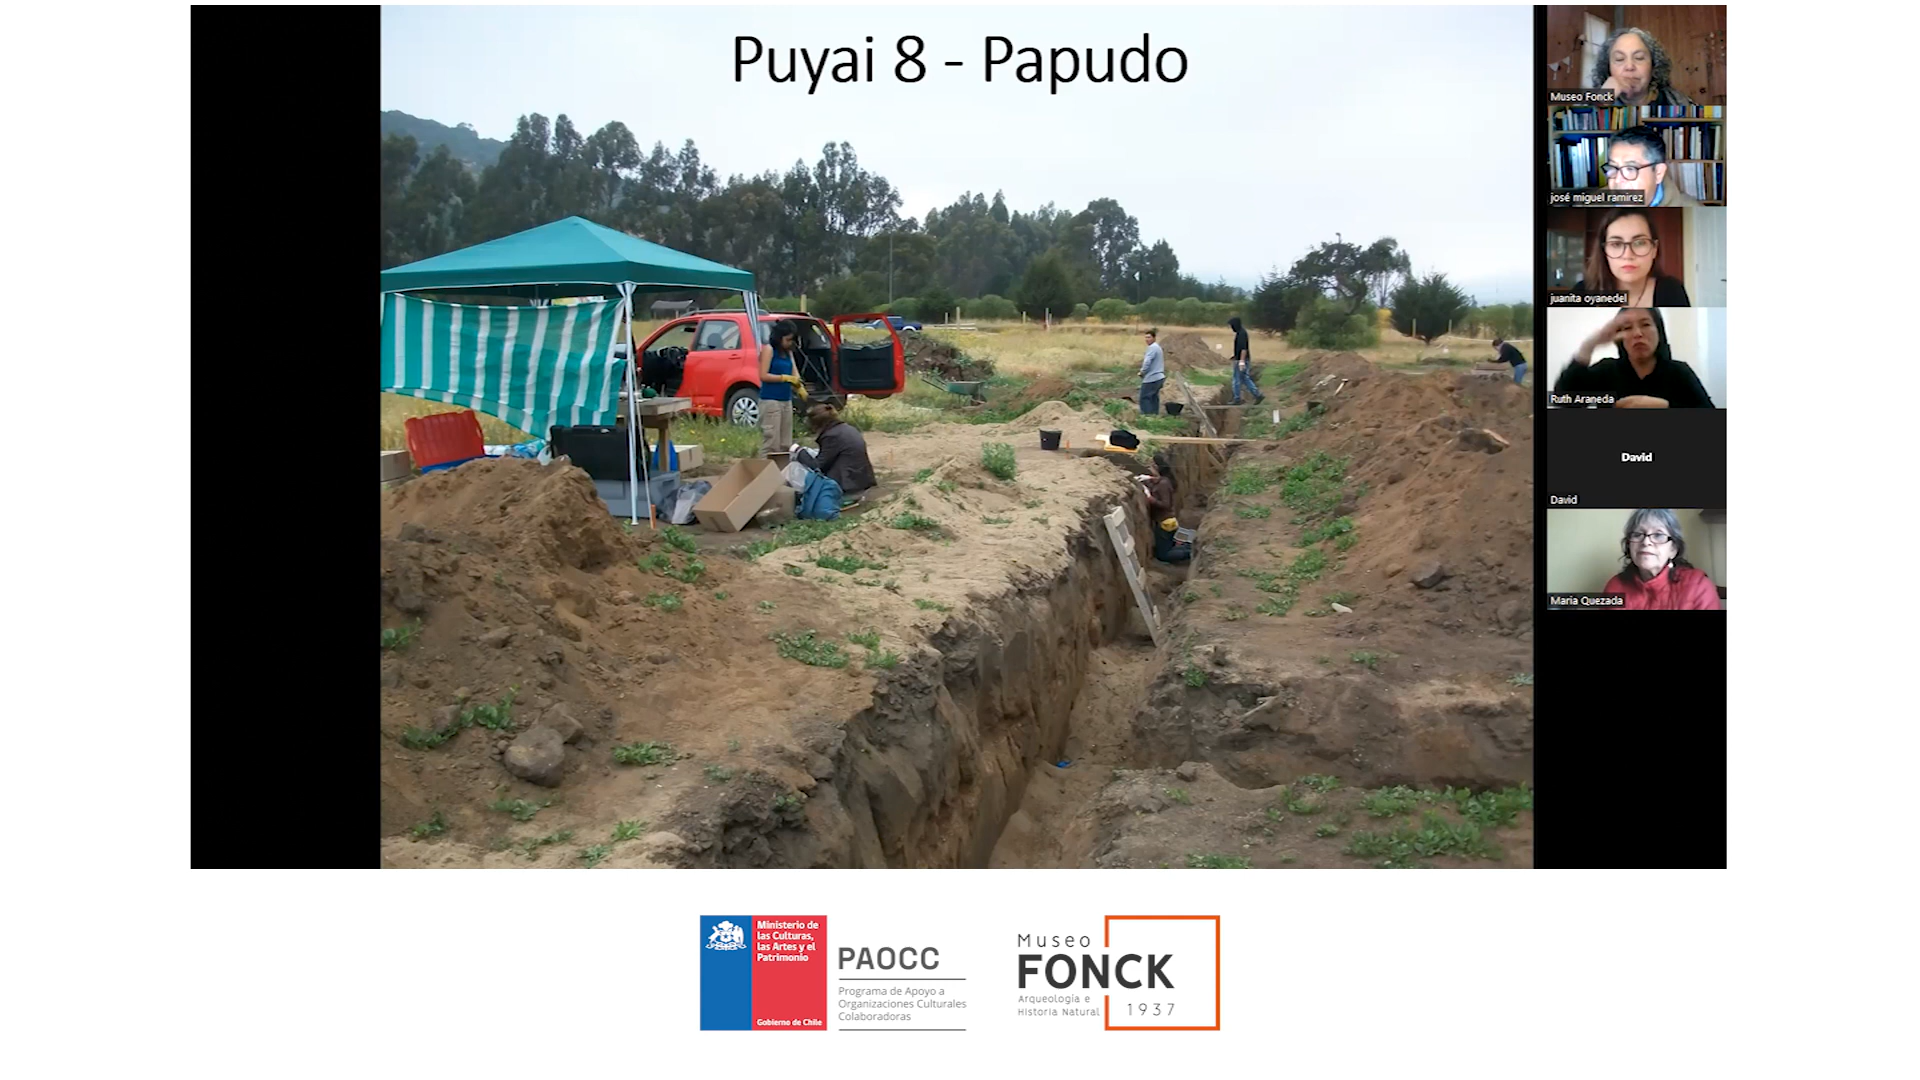 Puyai 8 - Papudo
Museo Fonck
josé miguel ramirez
juanita oyanedel
Ruth Araneda
David
David
Maria Quezada
Ministerio de
las Culturas,
las Artes y el
Patrimonio
Gobierno de Chile
PAOCC
Programa de Apoyo a
Organizaciones Culturales
Colaboradoras
Museo
FONCK
Arqueología e
Historia Natural
1937